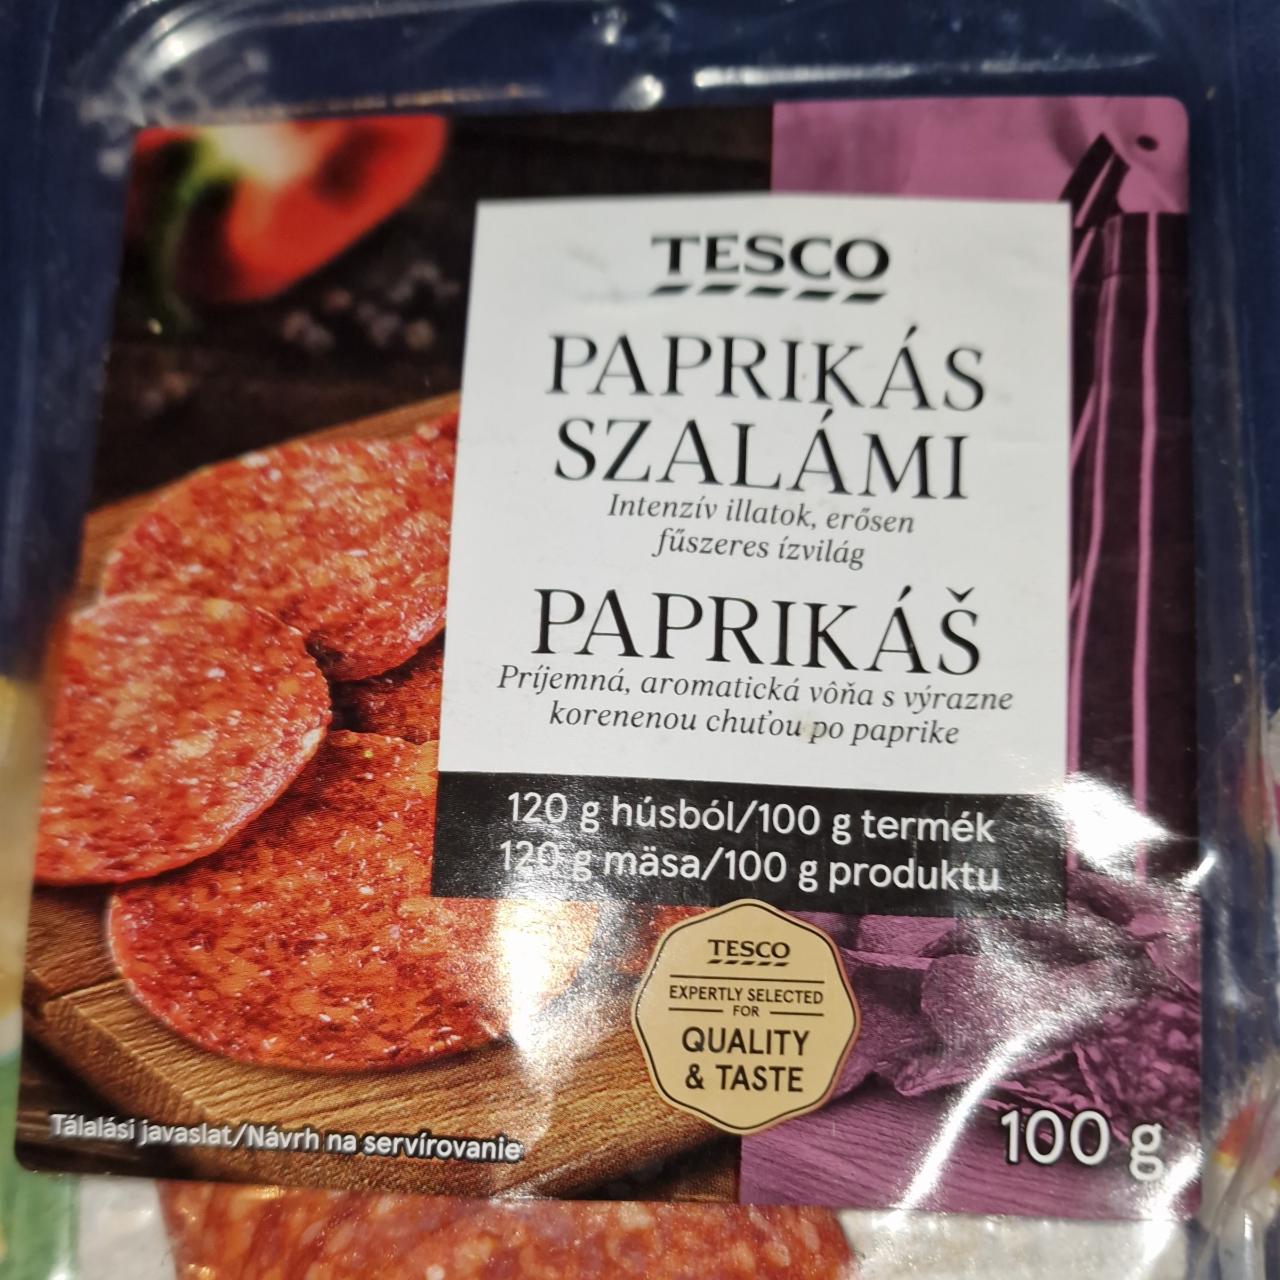 TESCO
PAPRIKÁS
SZALÁMI
Intenzív illatok, erősen
fűszeres ízvilág
PAPRIKÁŠ
Príjemná, aromatická vôňa s výrazne
korenenou chuťou po paprike
120 g húsból/100 g termék
120 g mäsa/100 g produktu
TESCO
EXPERTLY SELECTED
FOR
QUALITY
& TASTE
Tálalási javaslat/Návrh na servírovanie
100 g